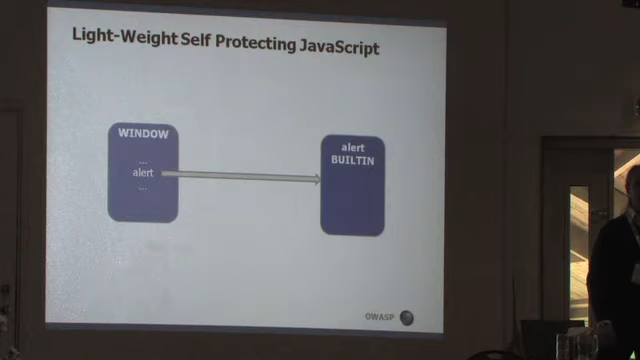 Light-Weight Self Protecting JavaScript
WINDOW
...
alert
...
alert
BUILTIN
OWASP